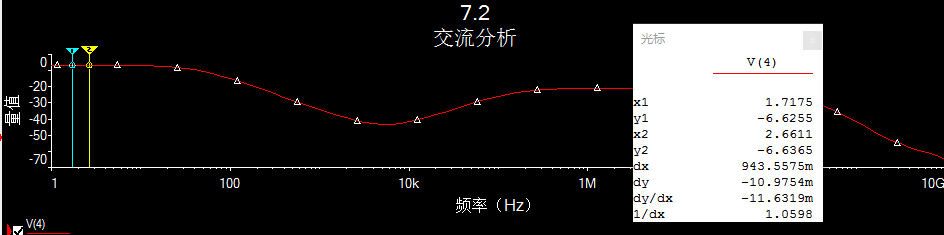 7.2
交流分析
光标
V(4)
x1 1.7175
y1 -6.6255
x2 2.6611
y2 -6.6365
dx 943.5575m
dy -10.9754m
dy/dx -11.6319m
1/dx 1.0598
1
2
量值
0
-20
-30
-40
-50
-70
1 100 10k 1M 10G
频率（Hz）
V(4)